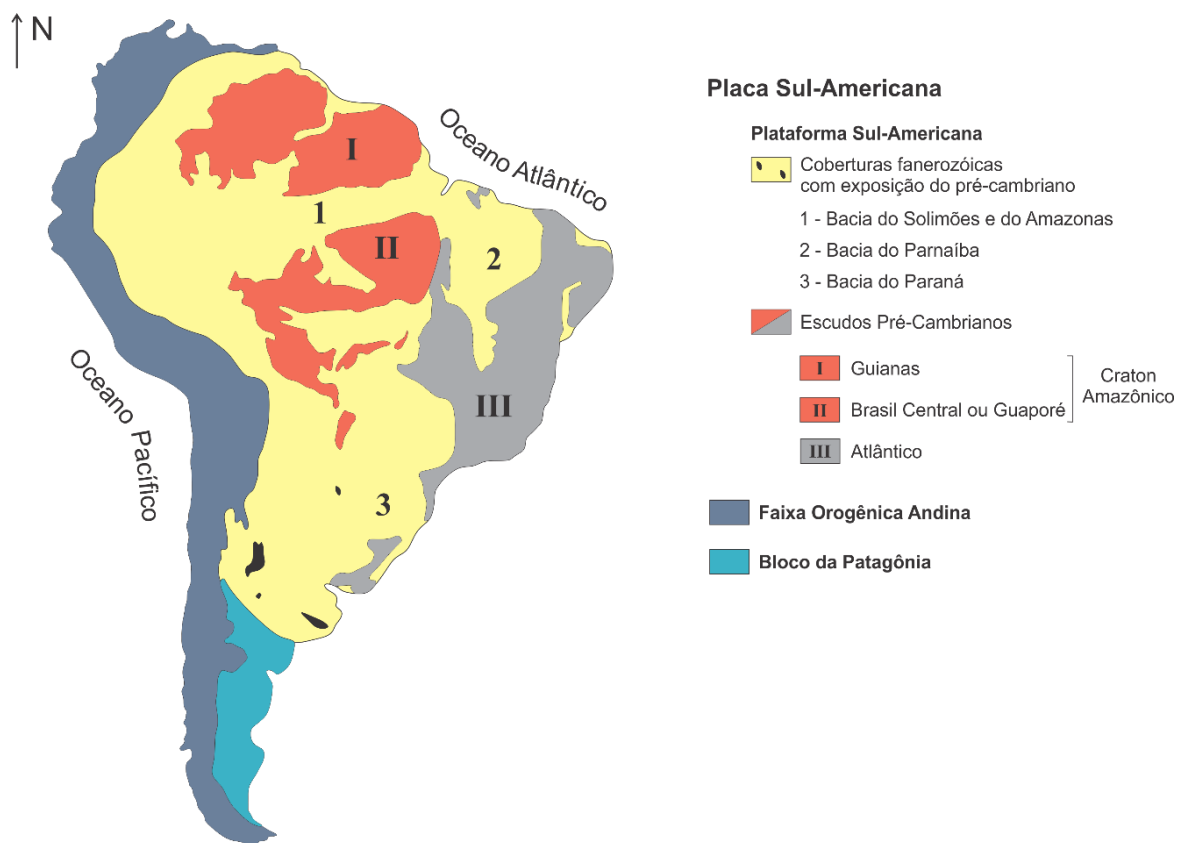 N
Oceano Atlântico
Oceano Pacífico
I
1
II
2
III
3
Placa Sul-Americana
Plataforma Sul-Americana
Coberturas fanerozóicas
com exposição do pré-cambriano
1 - Bacia do Solimões e do Amazonas
2 - Bacia do Parnaíba
3 - Bacia do Paraná
Escudos Pré-Cambrianos
I Guianas
II Brasil Central ou Guaporé
Craton
Amazônico
III Atlântico
Faixa Orogênica Andina
Bloco da Patagônia